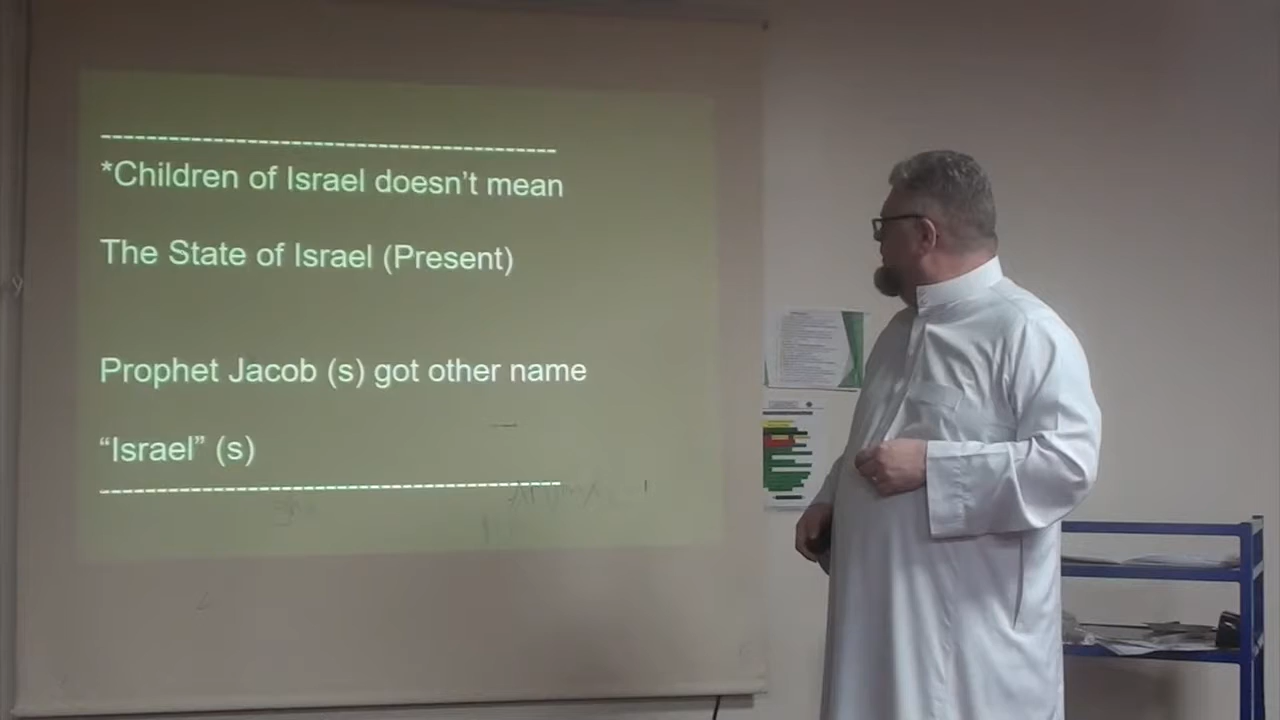 --------------------------------------------------
*Children of Israel doesn’t mean
The State of Israel (Present)
Prophet Jacob (s) got other name
“Israel” (s)
--------------------------------------------------